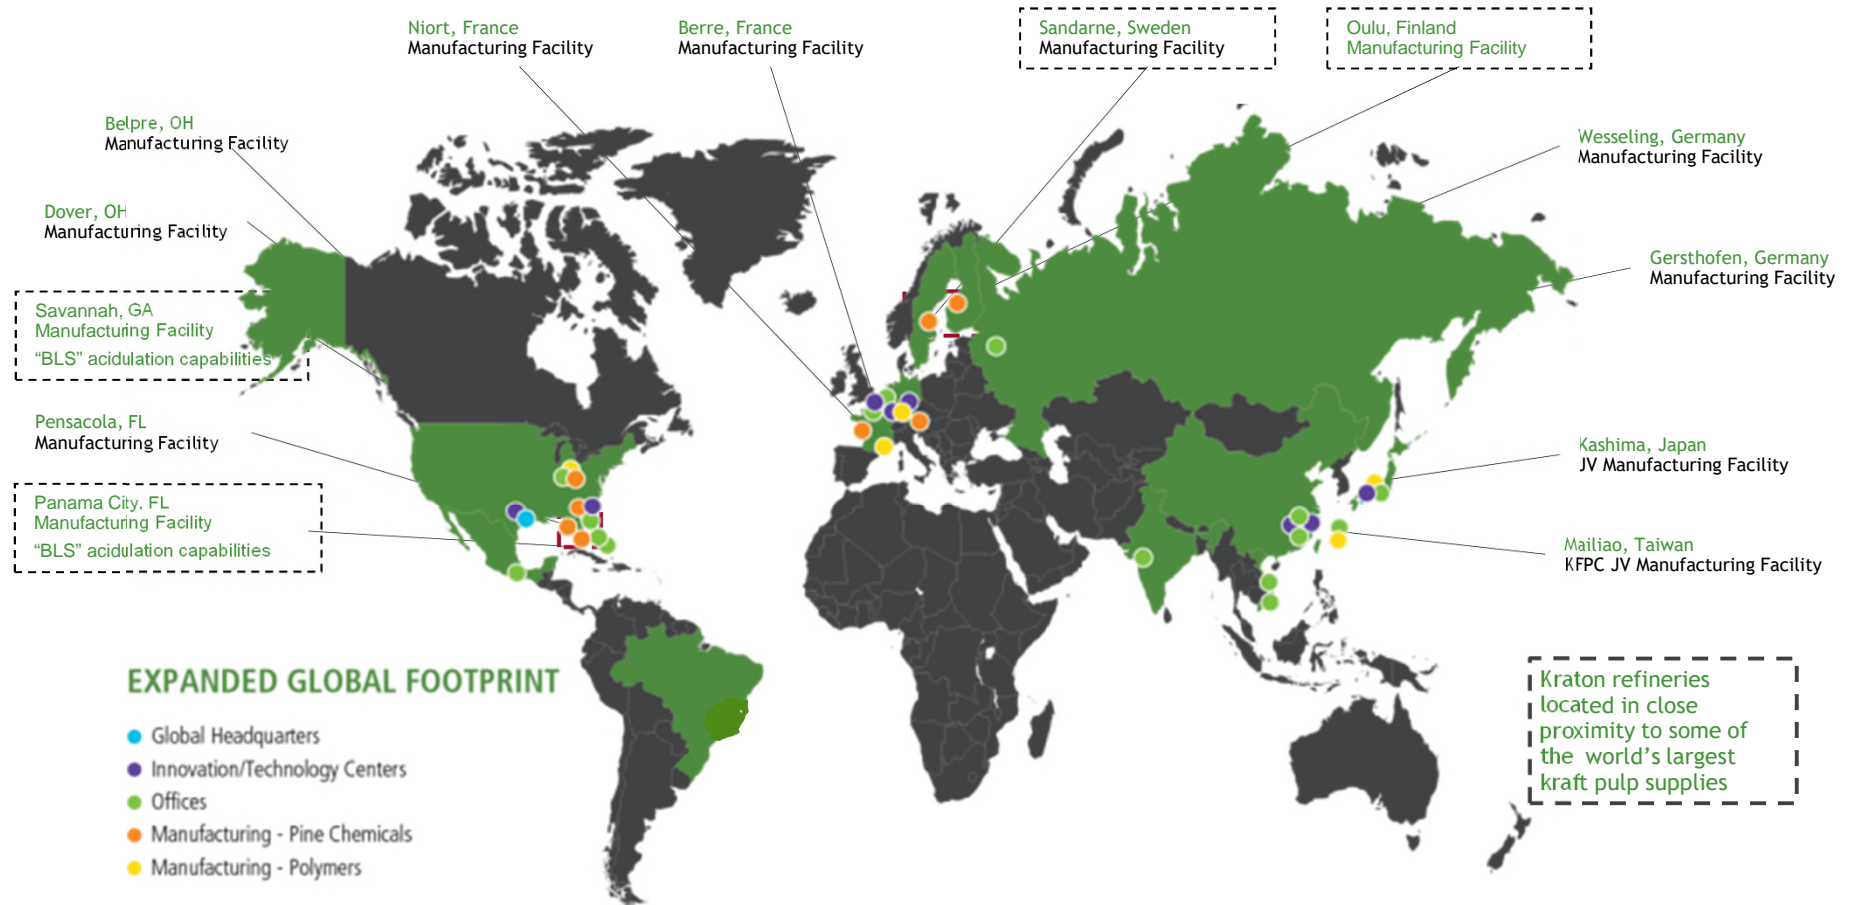 Niort, France
Manufacturing Facility
Berre, France
Manufacturing Facility
Sandarne, Sweden
Manufacturing Facility
Oulu, Finland
Manufacturing Facility
Belpre, OH
Manufacturing Facility
Wesseling, Germany
Manufacturing Facility
Dover, OH
Manufacturing Facility
Gersthofen, Germany
Manufacturing Facility
Savannah, GA
Manufacturing Facility
“BLS” acidulation capabilities
Pensacola, FL
Manufacturing Facility
Kashima, Japan
JV Manufacturing Facility
Panama City, FL
Manufacturing Facility
“BLS” acidulation capabilities
Mailiao, Taiwan
KFPC JV Manufacturing Facility
EXPANDED GLOBAL FOOTPRINT
Global Headquarters
Innovation/Technology Centers
Offices
Manufacturing - Pine Chemicals
Manufacturing - Polymers
Kraton refineries
located in close
proximity to some of
the world’s largest
kraft pulp supplies